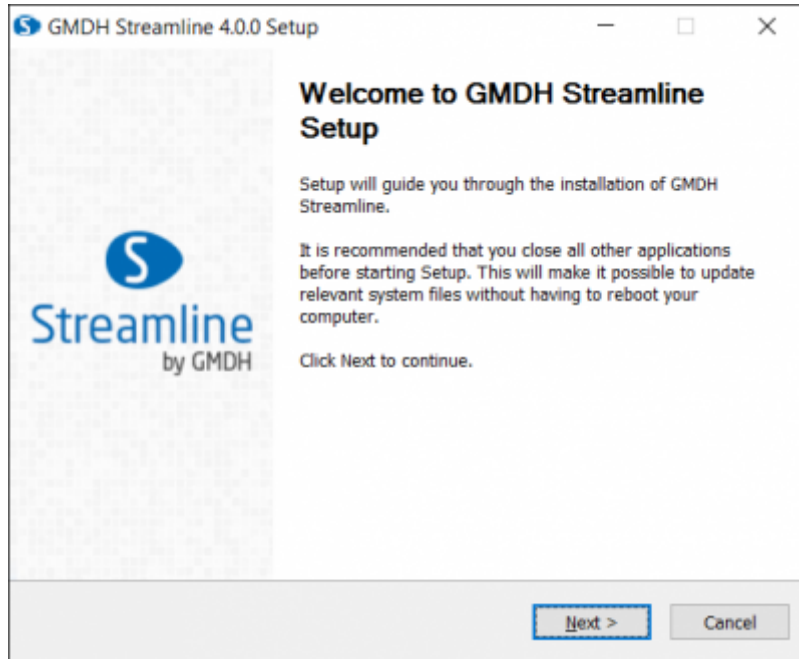 GMDH Streamline 4.0.0 Setup
Welcome to GMDH Streamline
Setup
Setup will guide you through the installation of GMDH
Streamline.
It is recommended that you close all other applications
before starting Setup. This will make it possible to update
relevant system files without having to reboot your
computer.
Click Next to continue.
S
Streamline
by GMDH
Next >
Cancel